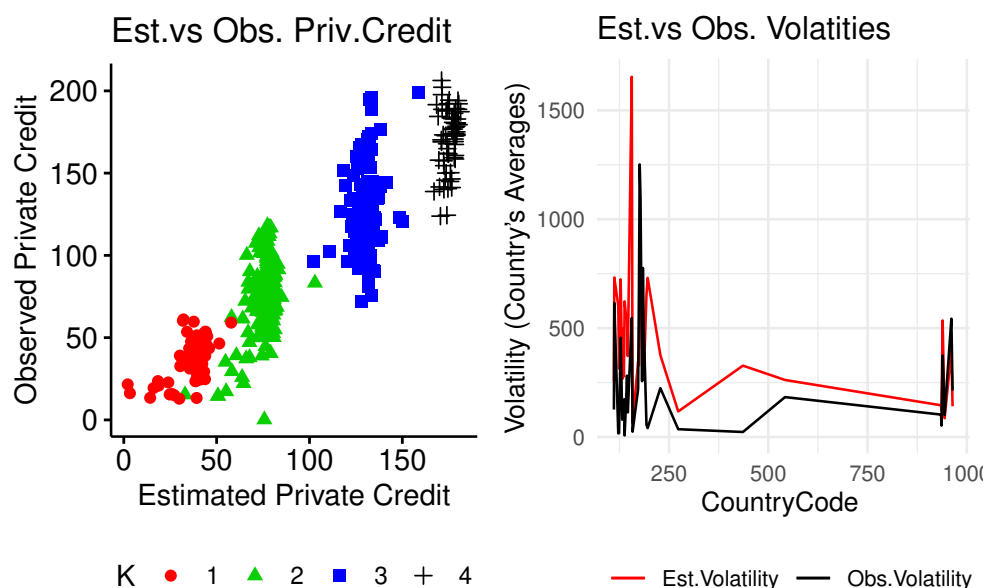 Est.vs Obs. Priv.Credit
Observed Private Credit
200
150
100
50
0
0 50 100 150
Estimated Private Credit
K 1 2 3 4
Est.vs Obs. Volatities
Volatility (Country's Averages)
1500
1000
500
0
250 500 750 1000
CountryCode
Est.Volatility Obs.Volatility